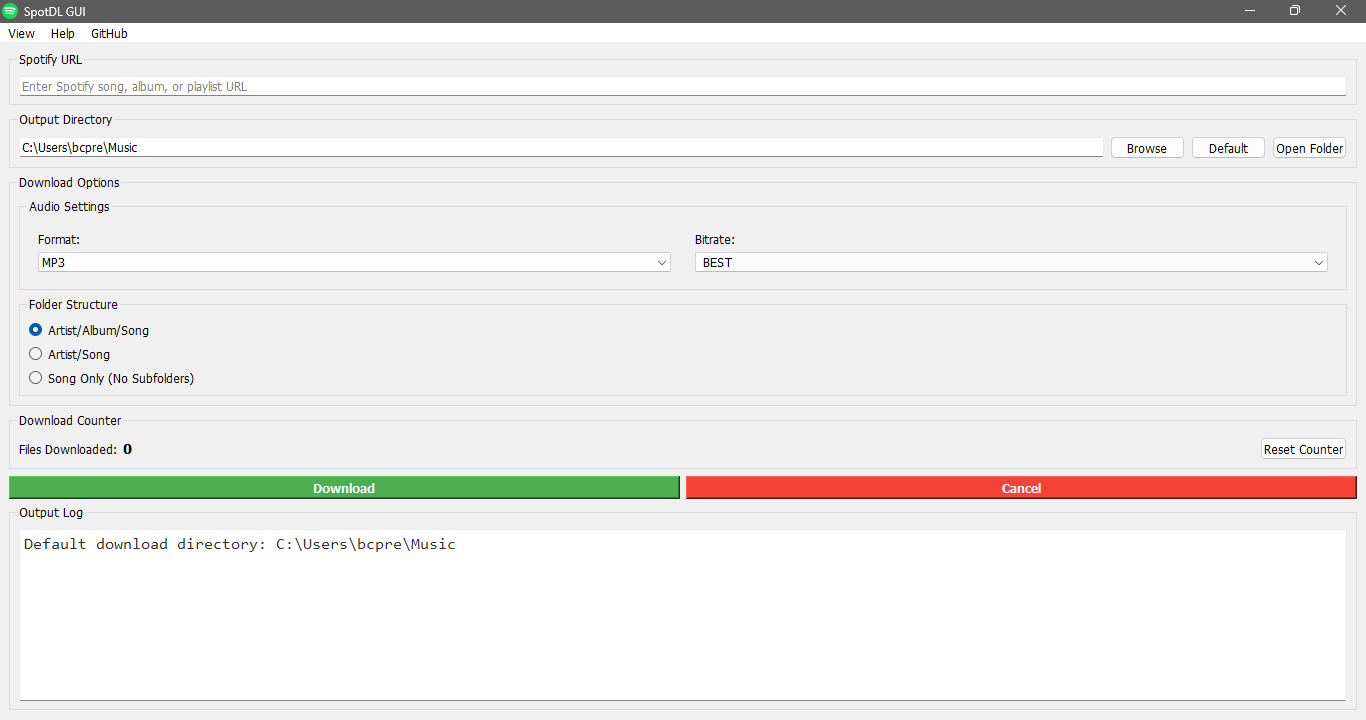 SpotDL GUI
View Help GitHub
Spotify URL
Enter Spotify song, album, or playlist URL
Output Directory
C:\Users\bcpre\Music Browse Default Open Folder
Download Options
Audio Settings
Format: Bitrate:
MP3 BEST
Folder Structure
Artist/Album/Song
Artist/Song
Song Only (No Subfolders)
Download Counter
Files Downloaded: 0 Reset Counter
Download Cancel
Output Log
Default download directory: C:\Users\bcpre\Music